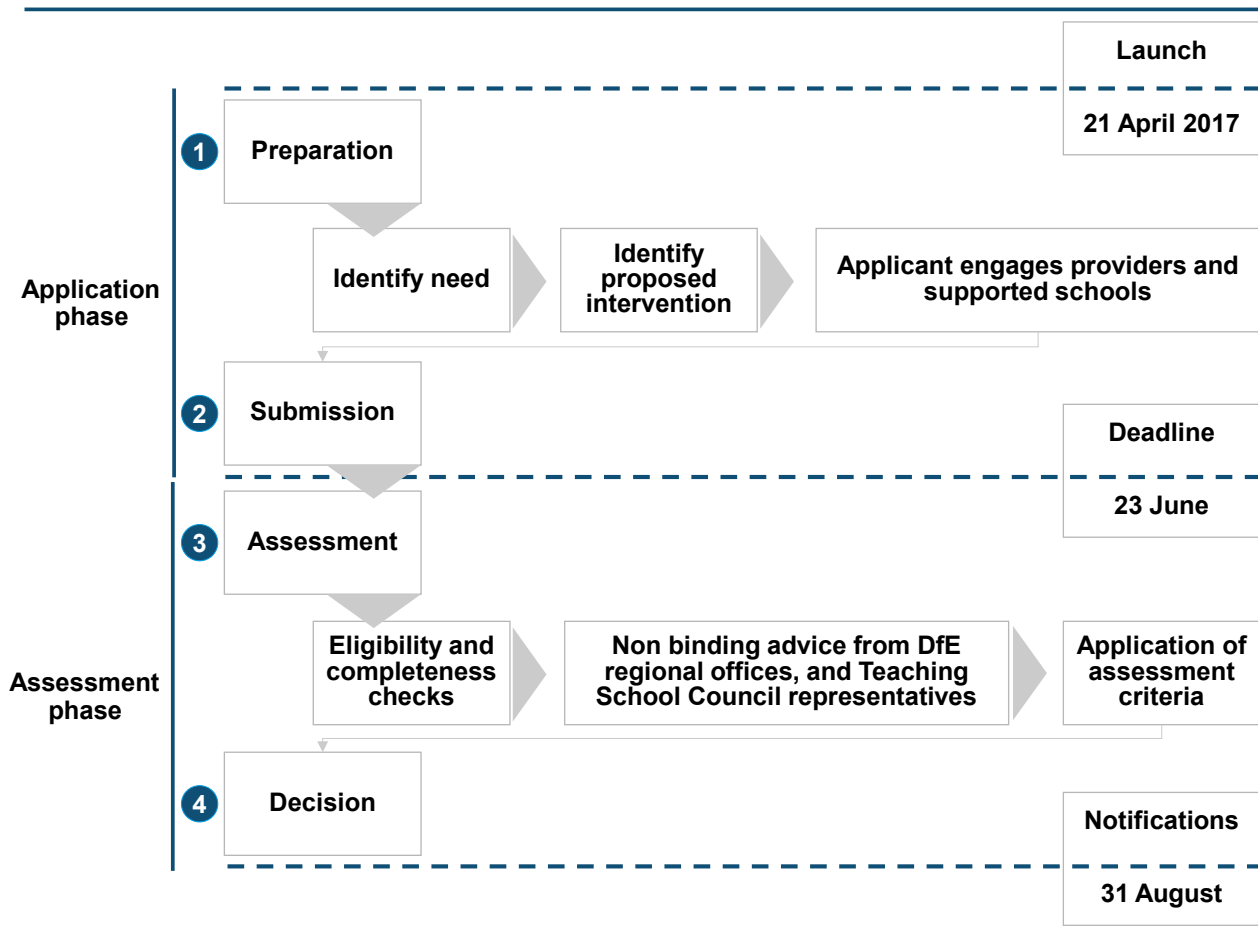 Launch
21 April 2017
1
Preparation
Application
phase
Identify need
Identify
proposed
intervention
Applicant engages providers and
supported schools
2
Submission
Deadline
23 June
3
Assessment
Assessment
phase
Eligibility and
completeness
checks
Non binding advice from DfE
regional offices, and Teaching
School Council representatives
Application of
assessment
criteria
4
Decision
Notifications
31 August